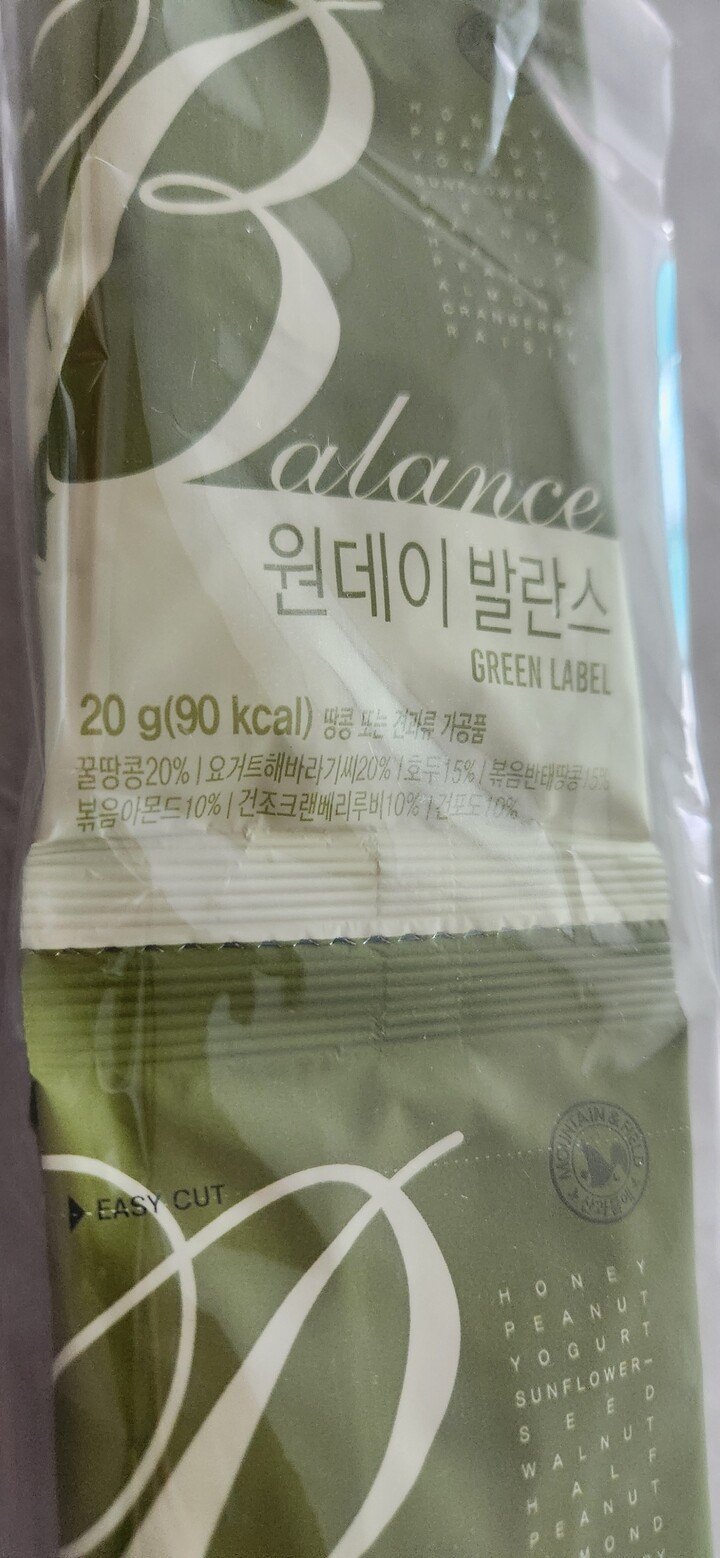 HONEY
PEANUT
YOGURT
SUNFLOWER-
ALMOND
CRANBERRY
RAISIN
Balance
원데이 발란스
GREEN LABEL
20 g(90 kcal) 땅콩 또는 견과류 가공품
꿀땅콩20% | 요거트해바라기씨20% | 호두15% | 볶음반태땅콩15%
볶음아몬드10% | 건조크랜베리루비10% | 건포도10%
MOUNTAIN & FIELD
산과들에
EASY CUT
HONEY
PEANUT
YOGURT
SUNFLOWER-
SEED
WALNUT
HALF
PEANUT